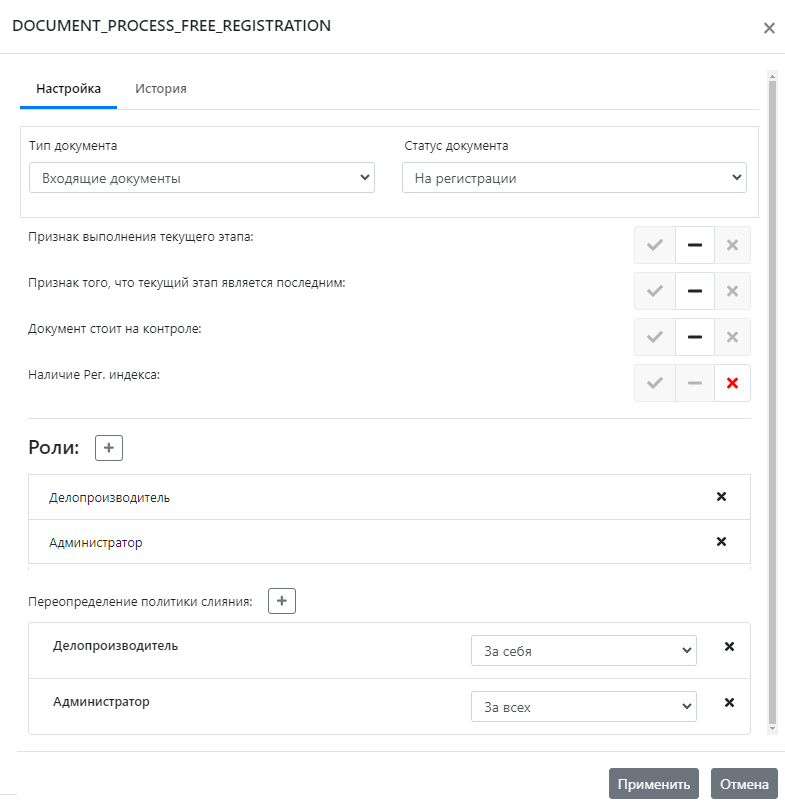 DOCUMENT_PROCESS_FREE_REGISTRATION
Настройка История
Тип документа Статус документа
Входящие документы На регистрации
Признак выполнения текущего этапа:
Признак того, что текущий этап является последним:
Документ стоит на контроле:
Наличие Рег. индекса:
Роли:
Делопроизводитель
Администратор
Переопределение политики слияния:
Делопроизводитель За себя
Администратор За всех
Применить Отмена